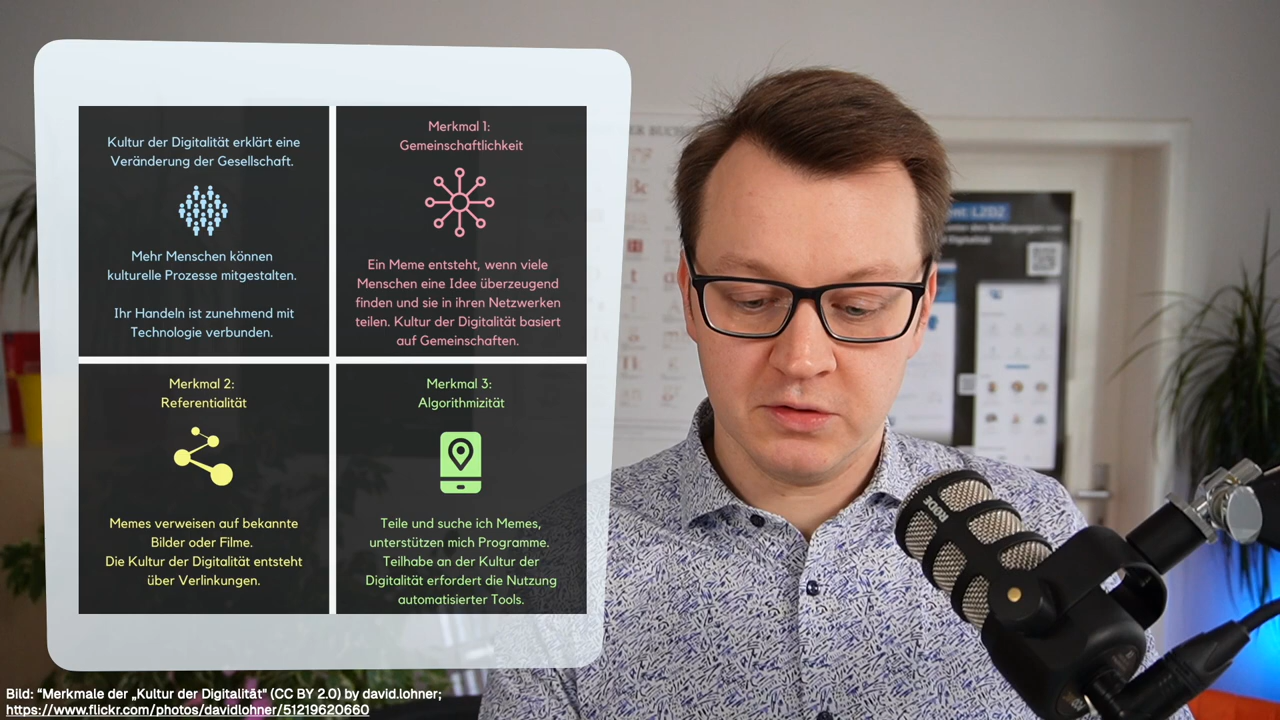 Kultur der Digitalität erklärt eine
Veränderung der Gesellschaft.
Mehr Menschen können
kulturelle Prozesse mitgestalten.
Ihr Handeln ist zunehmend mit
Technologie verbunden.
Merkmal 1:
Gemeinschaftlichkeit
Ein Meme entsteht, wenn viele
Menschen eine Idee überzeugend
finden und sie in ihren Netzwerken
teilen. Kultur der Digitalität basiert
auf Gemeinschaften.
Merkmal 2:
Referentialität
Memes verweisen auf bekannte
Bilder oder Filme.
Die Kultur der Digitalität entsteht
über Verlinkungen.
Merkmal 3:
Algorithmizität
Teile und suche ich Memes,
unterstützen mich Programme.
Teilhabe an der Kultur der
Digitalität erfordert die Nutzung
automatisierter Tools.
RØDE
Bild: “Merkmale der „Kultur der Digitalität" (CC BY 2.0) by david.lohner;
https://www.flickr.com/photos/davidlohner/51219620660